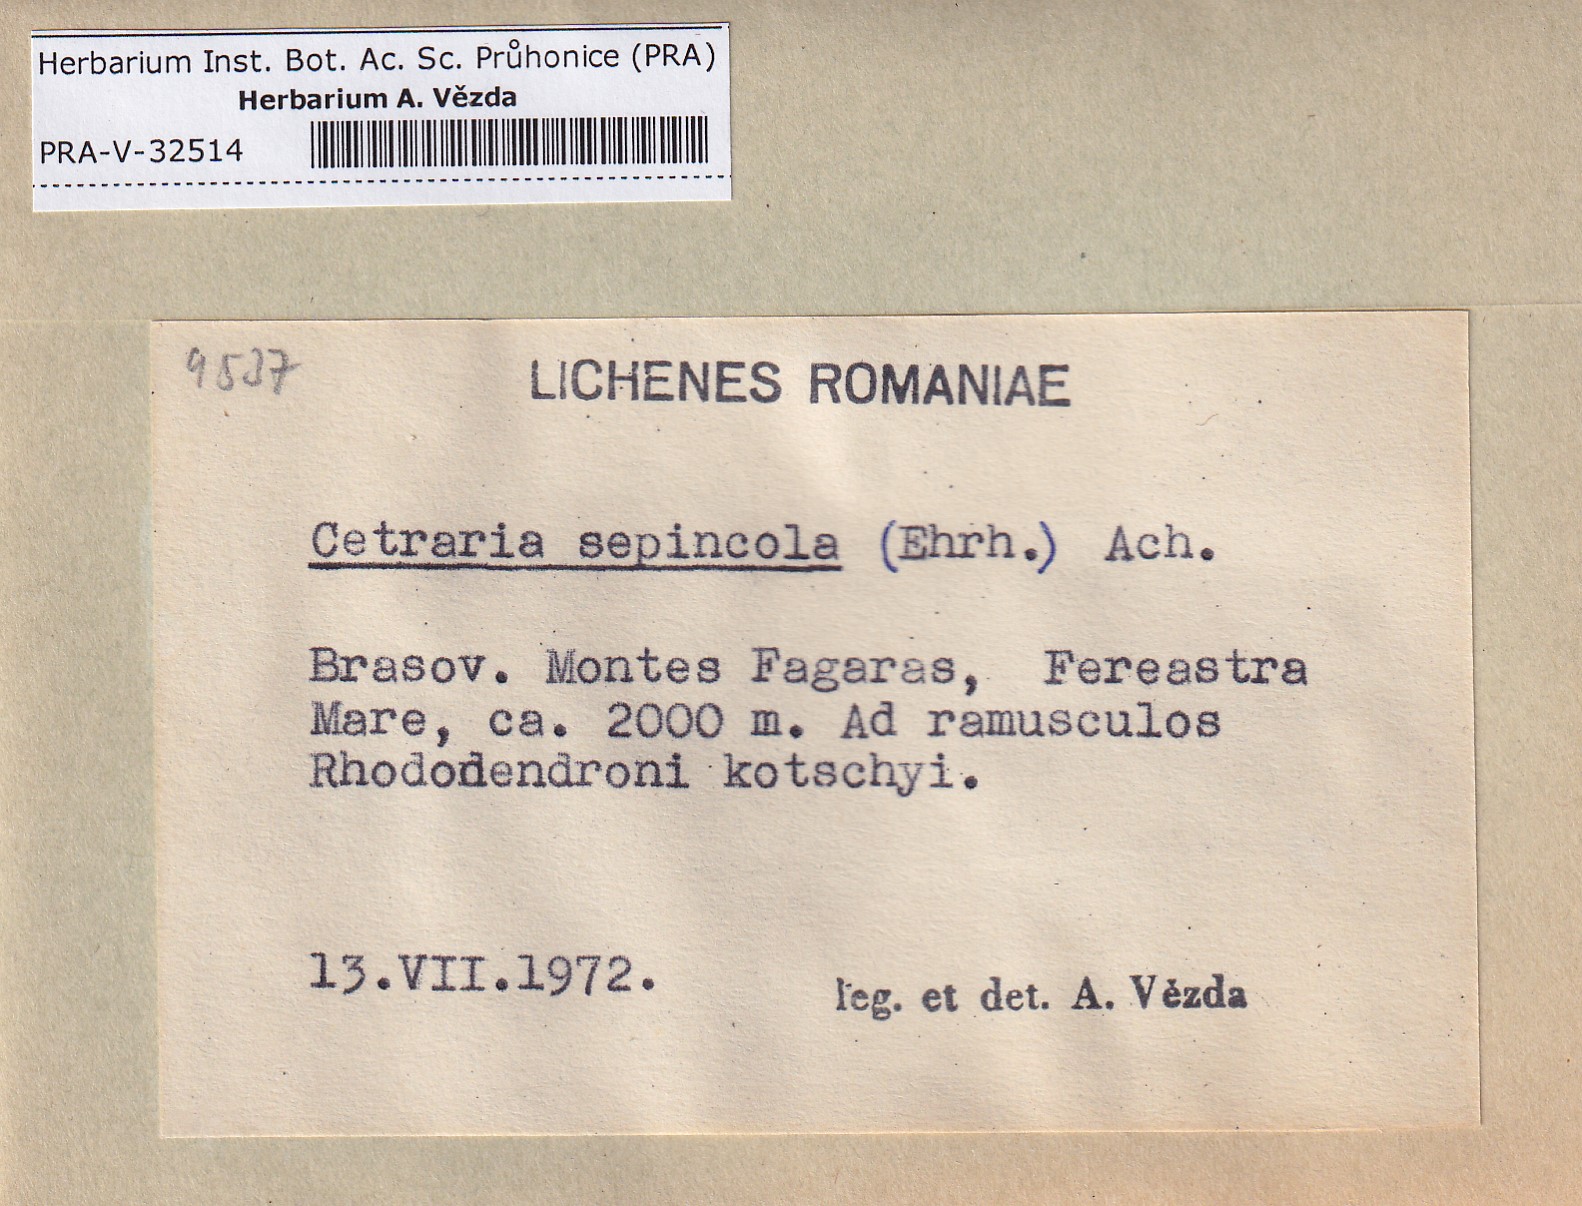 Herbarium Inst. Bot. Ac. Sc. Průhonice (PRA)
Herbarium A. Vězda
PRA-V-32514
9537
LICHENES ROMANIAE
Cetraria sepincola (Ehrh.) Ach.
Brasov. Montes Fagaras, Fereastra
Mare, ca. 2000 m. Ad ramusculos
Rhododendroni kotschyi.
13.VII.1972.
leg. et det. A. Vězda